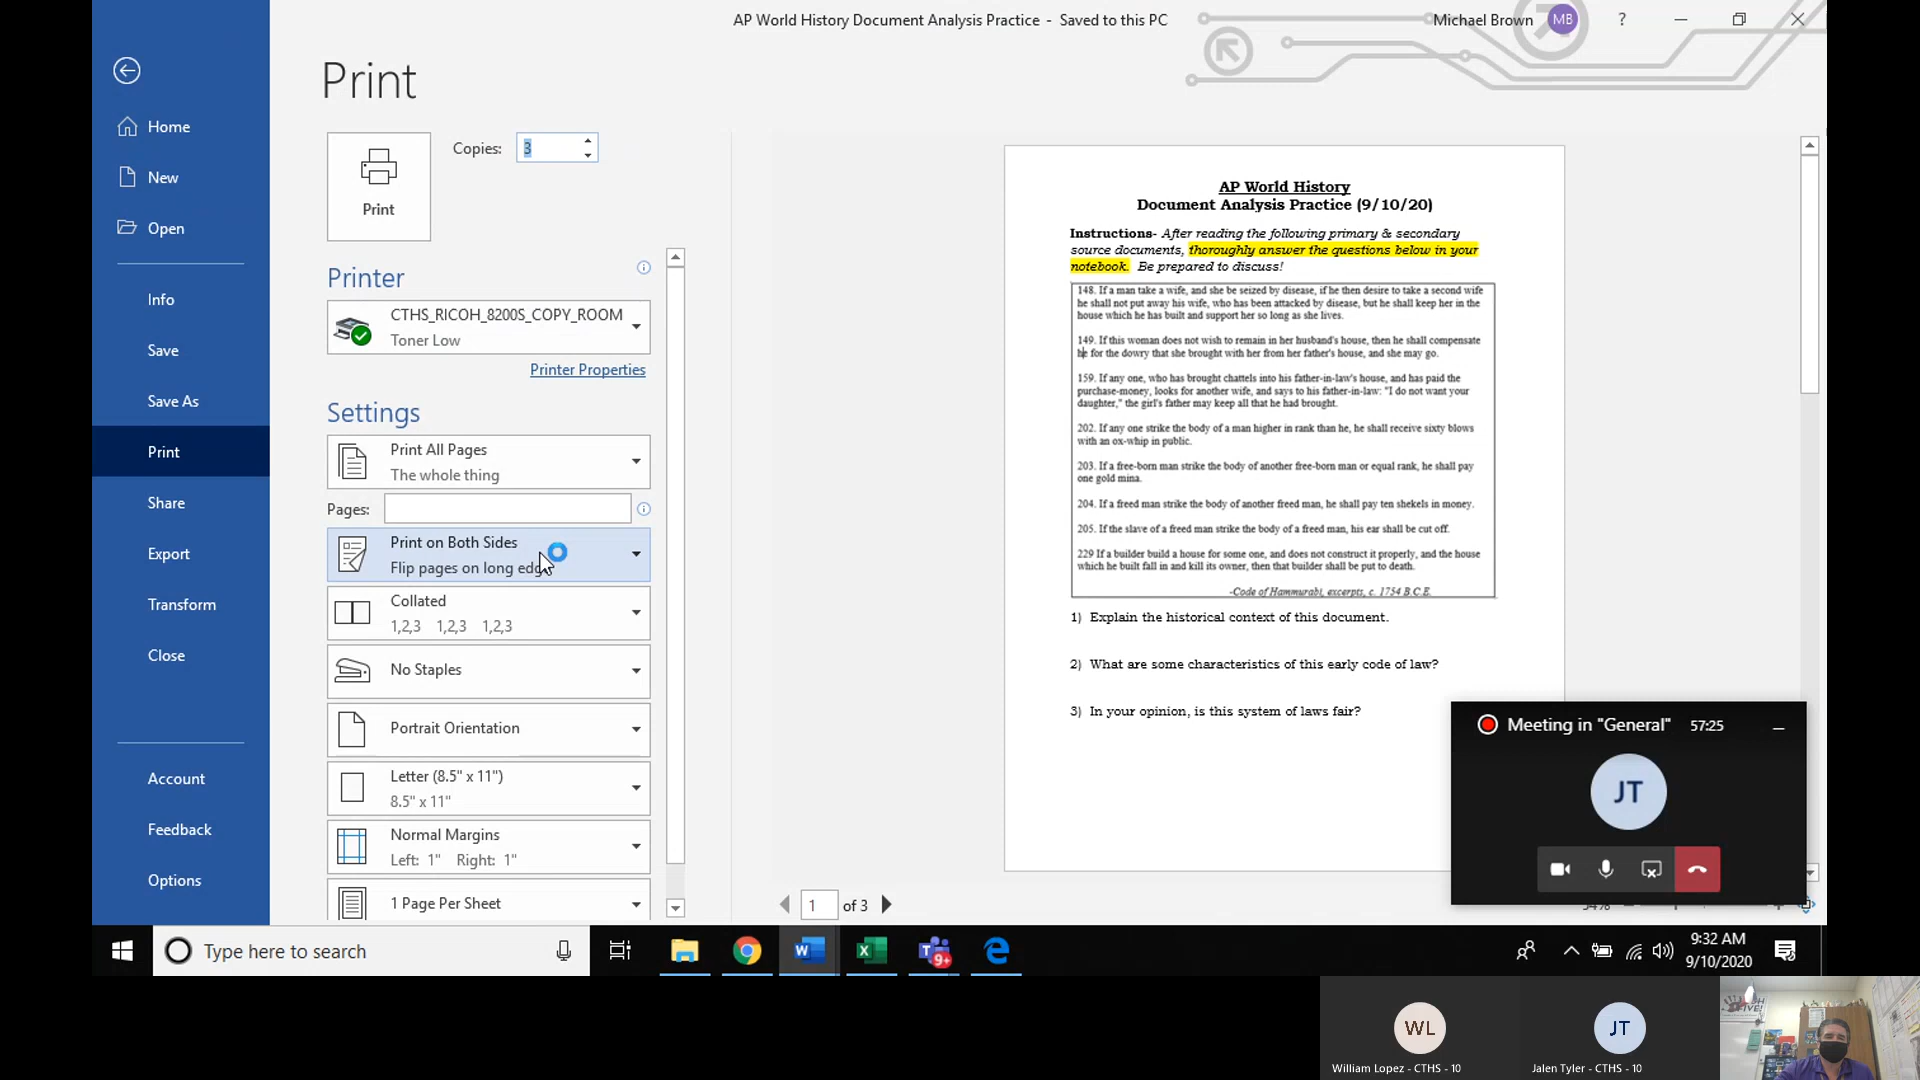 AP World History Document Analysis Practice - Saved to this PC
Michael Brown
MB
?
Print
Home
New
Open
Info
Save
Save As
Print
Share
Export
Transform
Close
Account
Feedback
Options
Print
Copies: 3
Printer
CTHS_RICOH_8200S_COPY_ROOM
Toner Low
Printer Properties
Settings
Print All Pages
The whole thing
Pages:
Print on Both Sides
Flip pages on long edge
Collated
1,2,3 1,2,3 1,2,3
No Staples
Portrait Orientation
Letter (8.5" x 11")
8.5" x 11"
Normal Margins
Left: 1" Right: 1"
1 Page Per Sheet
AP World History
Document Analysis Practice (9/10/20)
Instructions- After reading the following primary & secondary
source documents, thoroughly answer the questions below in your
notebook. Be prepared to discuss!
148. If a man take a wife, and she be seized by disease, if he then desire to take a second wife
he shall not put away his wife, who has been attacked by disease, but he shall keep her in the
house which he has built and support her so long as she lives.
149. If this woman does not wish to remain in her husband's house, then he shall compensate
he for the dowry that she brought with her from her father's house, and she may go.
159. If any one, who has brought chattels into his father-in-law's house, and has paid the
purchase-money, looks for another wife, and says to his father-in-law: "I do not want your
daughter," the girl's father may keep all that he had brought.
202. If any one strike the body of a man higher in rank than he, he shall receive sixty blows
with an ox-whip in public.
203. If a free-born man strike the body of another free-born man or equal rank, he shall pay
one gold mina.
204. If a freed man strike the body of another freed man, he shall pay ten shekels in money.
205. If the slave of a freed man strike the body of a freed man, his ear shall be cut off.
229 If a builder build a house for some one, and does not construct it properly, and the house
which he built fall in and kill its owner, then that builder shall be put to death.
-Code of Hammurabi, excerpts, c. 1754 B.C.E.
1) Explain the historical context of this document.
2) What are some characteristics of this early code of law?
3) In your opinion, is this system of laws fair?
1 of 3
Meeting in "General" 57:25
JT
Type here to search
9+
9:32 AM
9/10/2020
WL
William Lopez - CTHS - 10
JT
Jalen Tyler - CTHS - 10